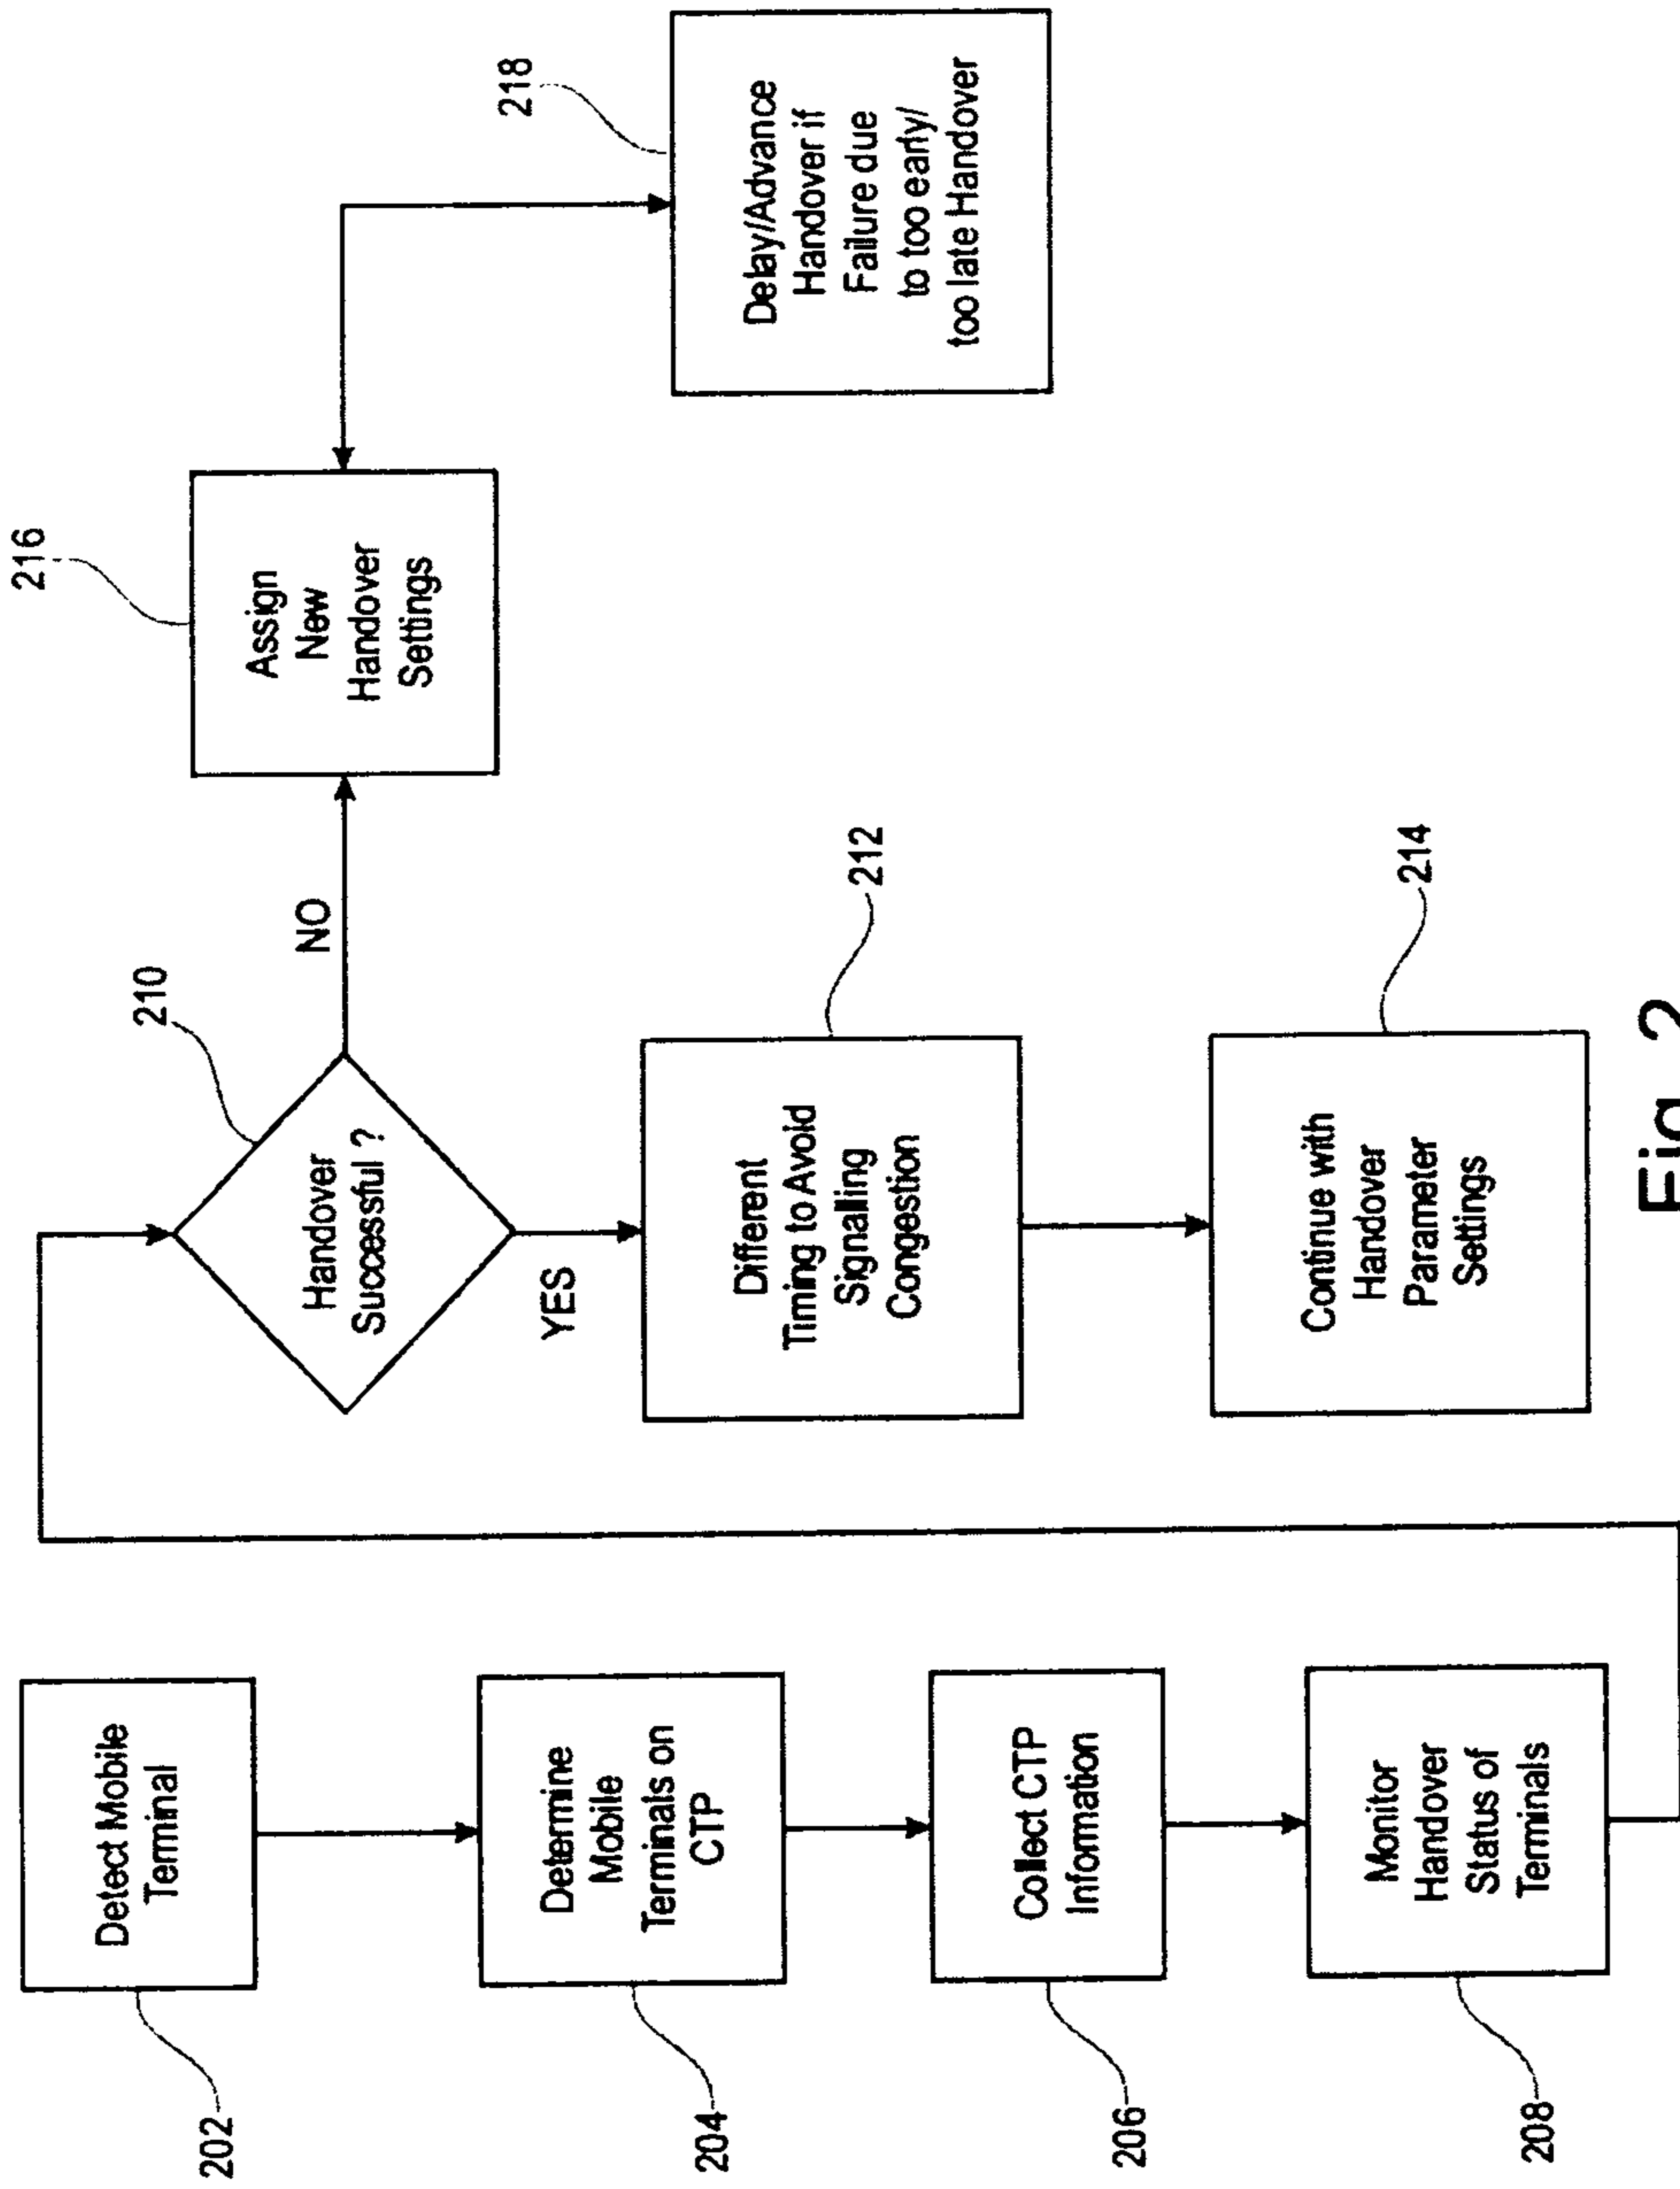 202
Detect Mobile
Terminal
204
Determine
Mobile
Terminals on
CTP
206
Collect CTP
Information
208
Monitor
Handover
Status of
Terminals
210
Handover
Successful ?
YES
NO
212
Different
Timing to Avoid
Signalling
Congestion
214
Continue with
Handover
Parameter
Settings
216
Assign
New
Handover
Settings
218
Delay/Advance
Handover if
Failure due
to too early/
too late Handover
Fig. 2